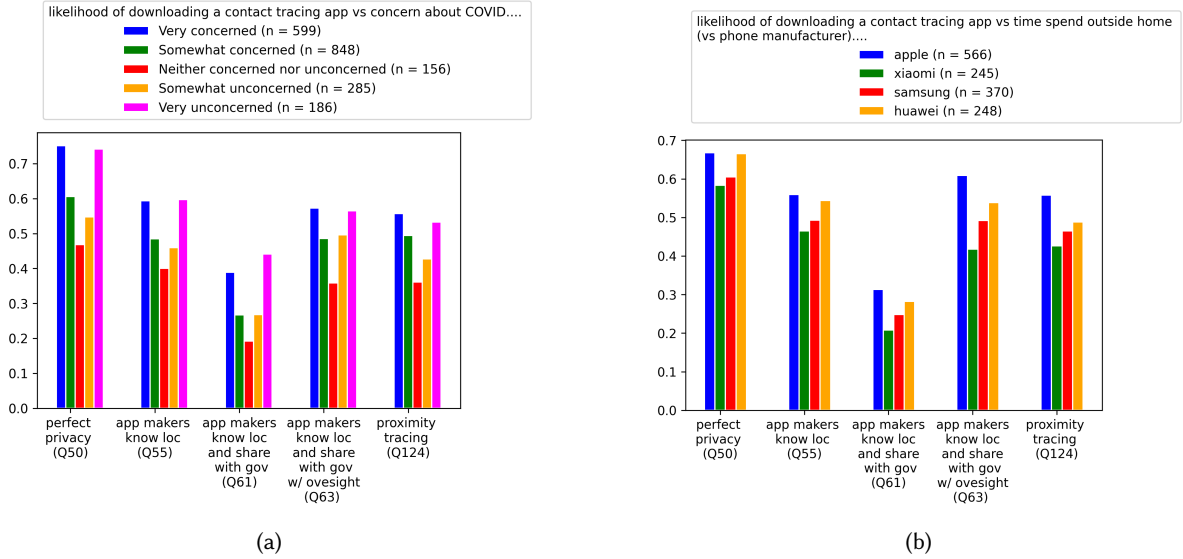 likelihood of downloading a contact tracing app vs concern about COVID....
Very concerned (n = 599)
Somewhat concerned (n = 848)
Neither concerned nor unconcerned (n = 156)
Somewhat unconcerned (n = 285)
Very unconcerned (n = 186)
0.7
0.6
0.5
0.4
0.3
0.2
0.1
0.0
perfect
privacy
(Q50)
app makers
know loc
(Q55)
app makers
know loc
and share
with gov
(Q61)
app makers
know loc
and share
with gov
w/ ovesight
(Q63)
proximity
tracing
(Q124)
(a)
likelihood of downloading a contact tracing app vs time spend outside home
(vs phone manufacturer)....
apple (n = 566)
xiaomi (n = 245)
samsung (n = 370)
huawei (n = 248)
0.7
0.6
0.5
0.4
0.3
0.2
0.1
0.0
perfect
privacy
(Q50)
app makers
know loc
(Q55)
app makers
know loc
and share
with gov
(Q61)
app makers
know loc
and share
with gov
w/ ovesight
(Q63)
proximity
tracing
(Q124)
(b)